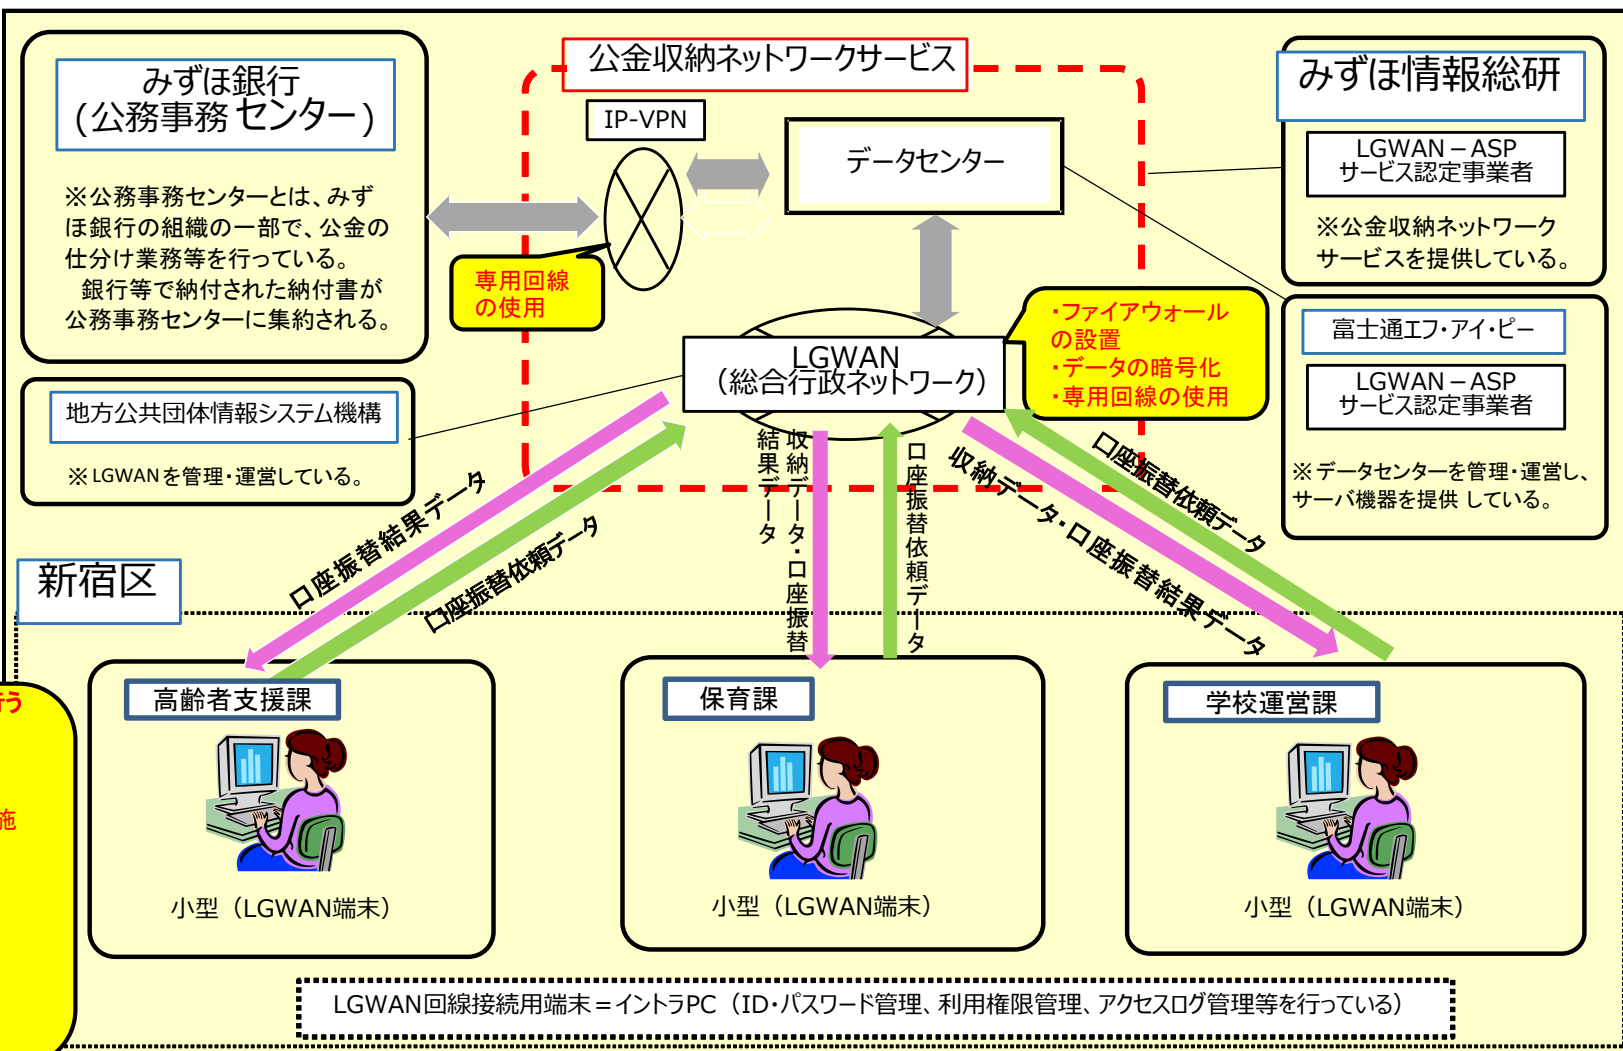 公金収納ネットワークサービス
みずほ銀行
(公務事務センター)
※公務事務センターとは、みず
ほ銀行の組織の一部で、公金の
仕分け業務等を行っている。
銀行等で納付された納付書が
公務事務センターに集約される。
IP-VPN
データセンター
みずほ情報総研
LGWAN－ASP
サービス認定事業者
※公金収納ネットワーク
サービスを提供している。
専用回線
の使用
・ファイアウォール
の設置
・データの暗号化
・専用回線の使用
富士通エフ・アイ・ピー
LGWAN－ASP
サービス認定事業者
※データセンターを管理・運営し、
サーバ機器を提供 している。
LGWAN
（総合行政ネットワーク）
地方公共団体情報システム機構
※LGWANを管理・運営している。
口座振替結果データ
口座振替依頼データ
収納データ・口座振替
結果データ
口座振替依頼データ
収納データ・口座振替結果データ
口座振替依頼データ
新宿区
行う
施
高齢者支援課
小型（LGWAN端末）
保育課
小型（LGWAN端末）
学校運営課
小型（LGWAN端末）
LGWAN回線接続用端末＝イントラPC（ID・パスワード管理、利用権限管理、アクセスログ管理等を行っている）